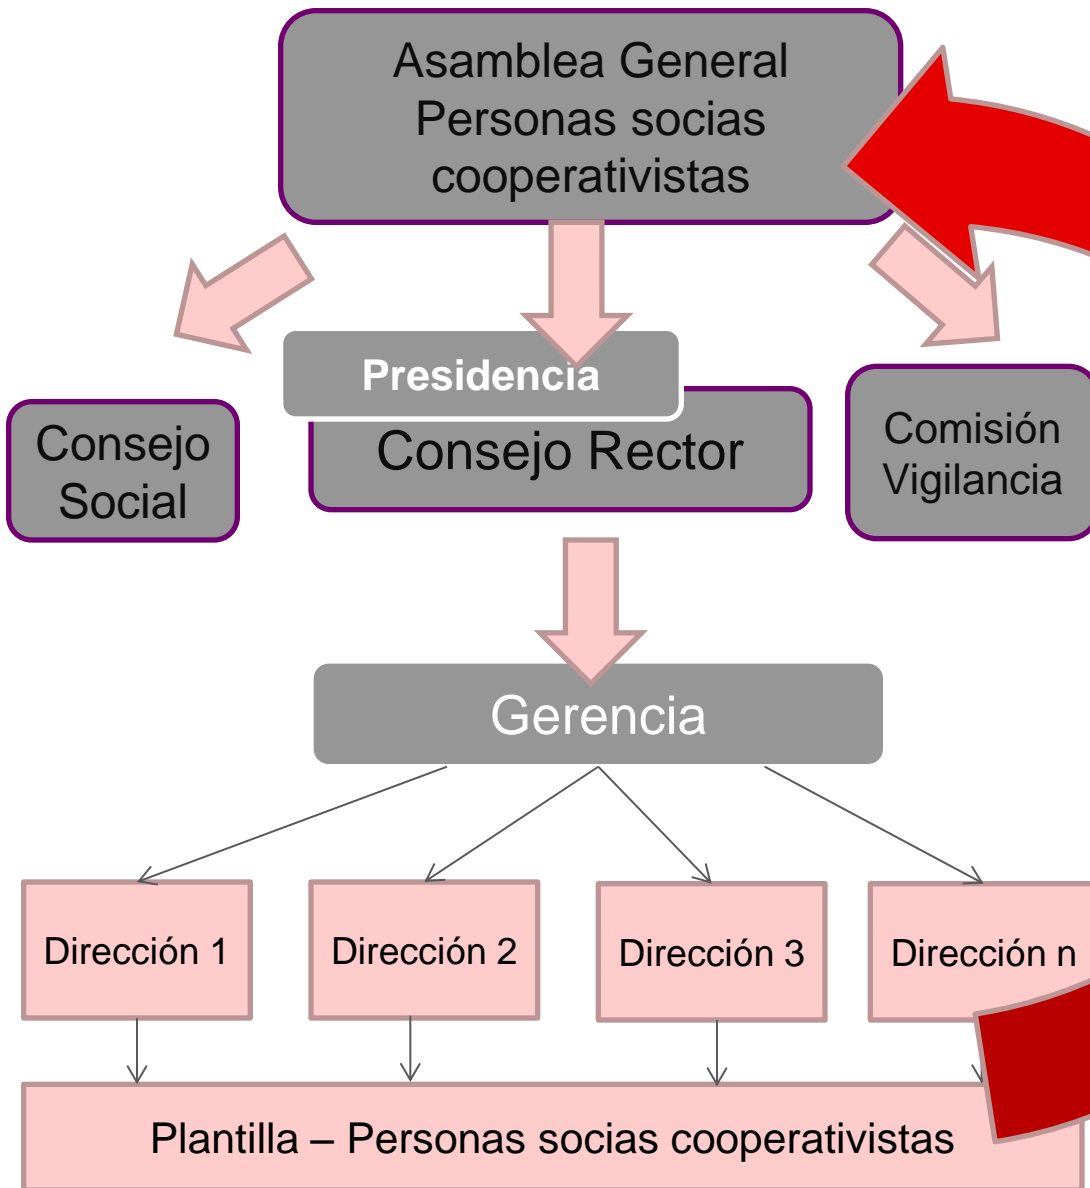 Asamblea General
Personas socias
cooperativistas
Presidencia
Consejo
Social
Consejo Rector
Comisión
Vigilancia
Gerencia
Dirección 1
Dirección 2
Dirección 3
Dirección n
Plantilla – Personas socias cooperativistas